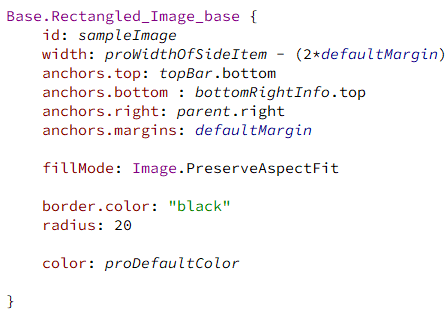 Base.Rectangled_Image_base {
id: sampleImage
width: proWidthOfSideItem - (2*defaultMargin)
anchors.top: topBar.bottom
anchors.bottom : bottomRightInfo.top
anchors.right: parent.right
anchors.margins: defaultMargin
fillMode: Image.PreserveAspectFit
border.color: "black"
radius: 20
color: proDefaultColor
}